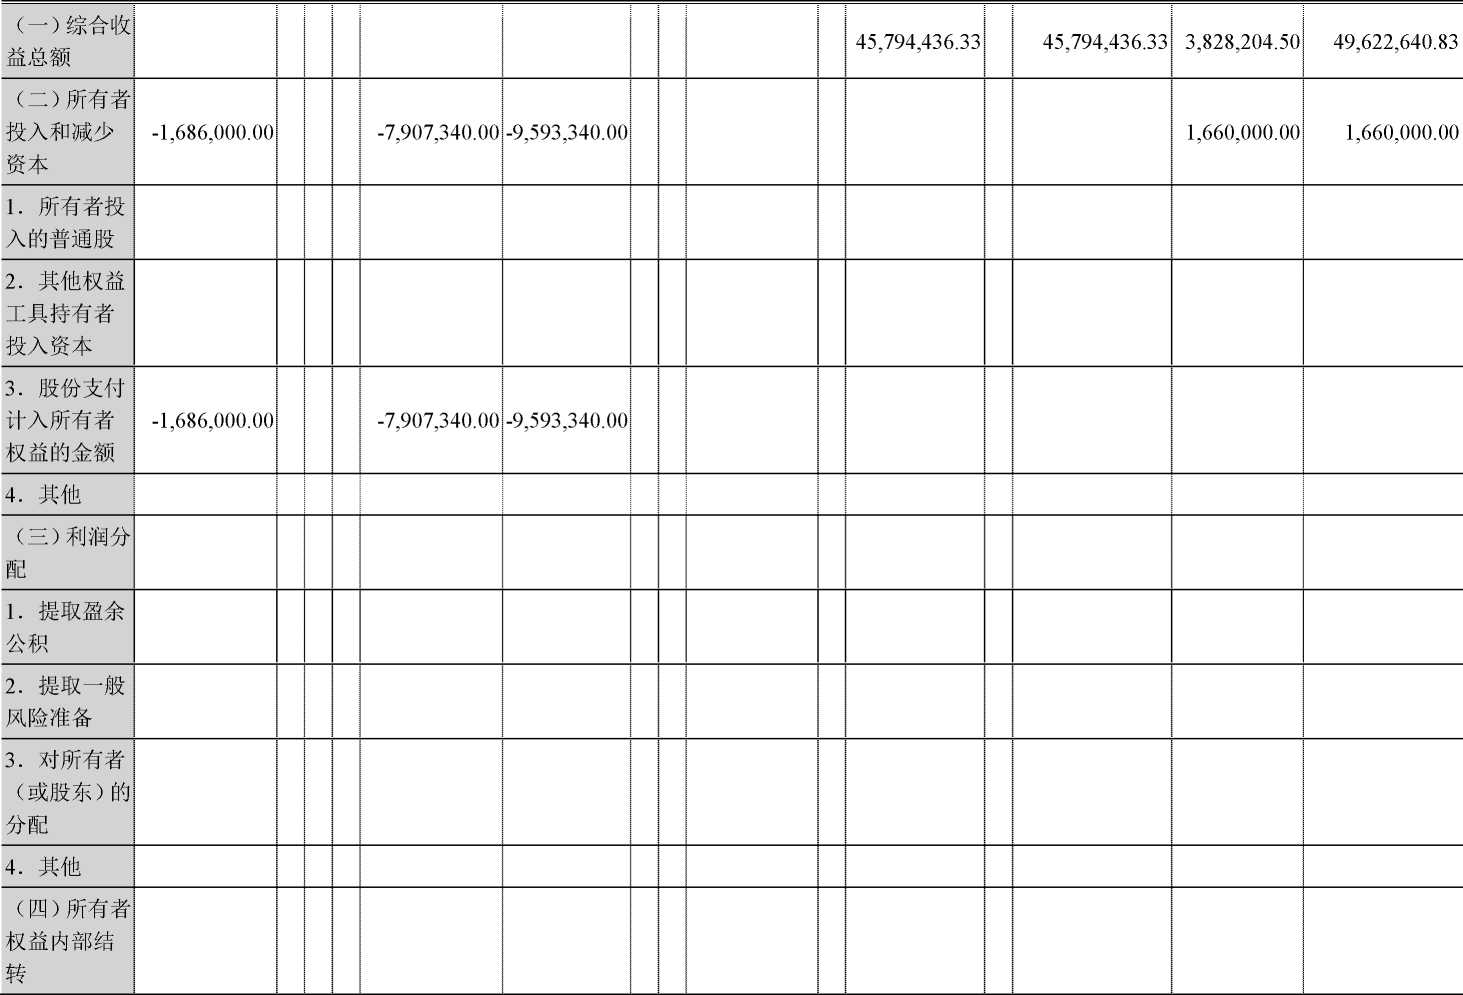 （一）综合收
益总额
45,794,436.33 45,794,436.33 3,828,204.50 49,622,640.83
（二）所有者
投入和减少
资本
-1,686,000.00 -7,907,340.00 -9,593,340.00 1,660,000.00 1,660,000.00
1．所有者投
入的普通股
2．其他权益
工具持有者
投入资本
3．股份支付
计入所有者
权益的金额
-1,686,000.00 -7,907,340.00 -9,593,340.00
4．其他
（三）利润分
配
1．提取盈余
公积
2．提取一般
风险准备
3．对所有者
（或股东）的
分配
4．其他
（四）所有者
权益内部结
转